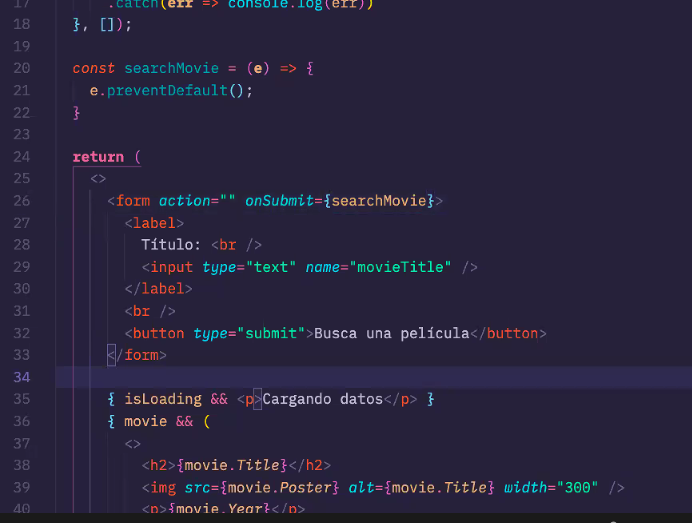 17 .catch(err => console.log(err))
18 }, []);
19
20 const searchMovie = (e) => {
21 e.preventDefault();
22 }
23
24 return (
25 <>
26 <form action="" onSubmit={searchMovie}>
27 <label>
28 Título: <br />
29 <input type="text" name="movieTitle" />
30 </label>
31 <br />
32 <button type="submit">Busca una película</button>
33 </form>
34
35 { isLoading && <p>Cargando datos</p> }
36 { movie && (
37 <>
38 <h2>{movie.Title}</h2>
39 <img src={movie.Poster} alt={movie.Title} width="300" />
40 <p>{movie.Year}</p>